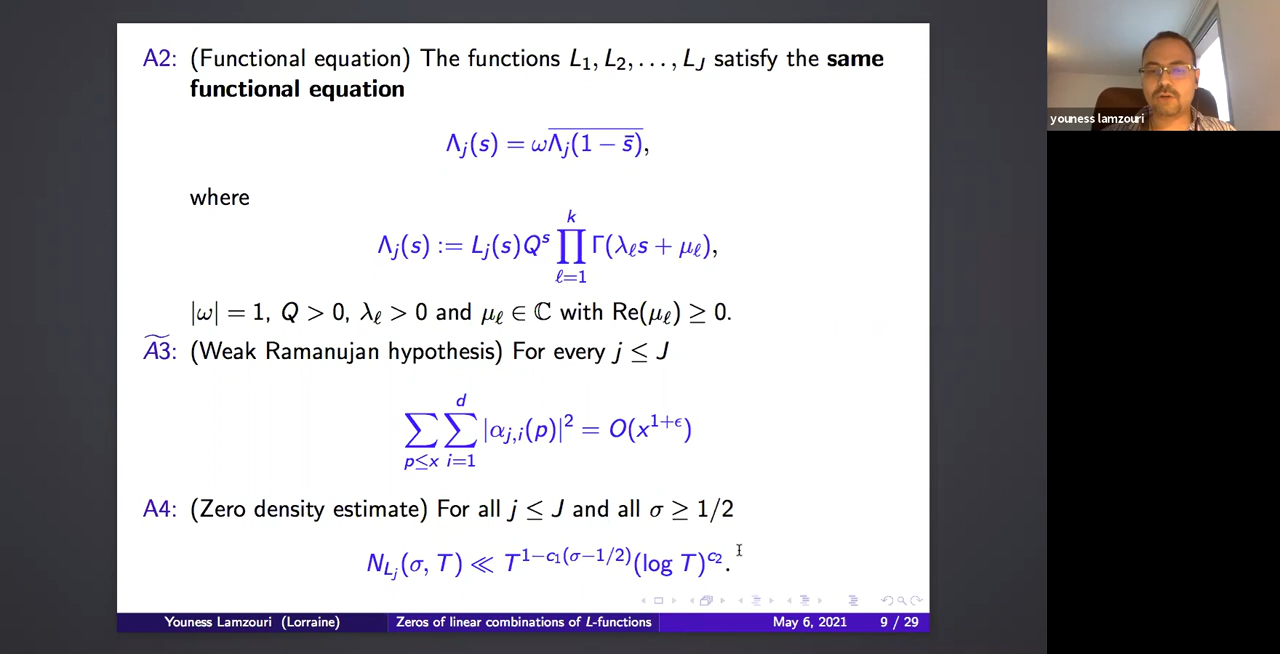 A2: (Functional equation) The functions L₁, L₂, . . . , L_J satisfy the same
functional equation
Λ_j(s) = ω\overline{Λ_j(1 − s̄)},
where
Λ_j(s) := L_j(s)Q^s ∏_{ℓ=1}^{k} Γ(λ_ℓ s + μ_ℓ),
|ω| = 1, Q > 0, λ_ℓ > 0 and μ_ℓ ∈ ℂ with Re(μ_ℓ) ≥ 0.
\widetilde{A3}: (Weak Ramanujan hypothesis) For every j ≤ J
∑_{p≤x} ∑_{i=1}^{d} |α_{j,i}(p)|² = O(x^{1+ϵ})
A4: (Zero density estimate) For all j ≤ J and all σ ≥ 1/2
N_{L_j}(σ, T) ≪ T^{1−c₁(σ−1/2)}(log T)^{c₂}.
Youness Lamzouri (Lorraine) Zeros of linear combinations of L-functions May 6, 2021 9 / 29
youness lamzouri